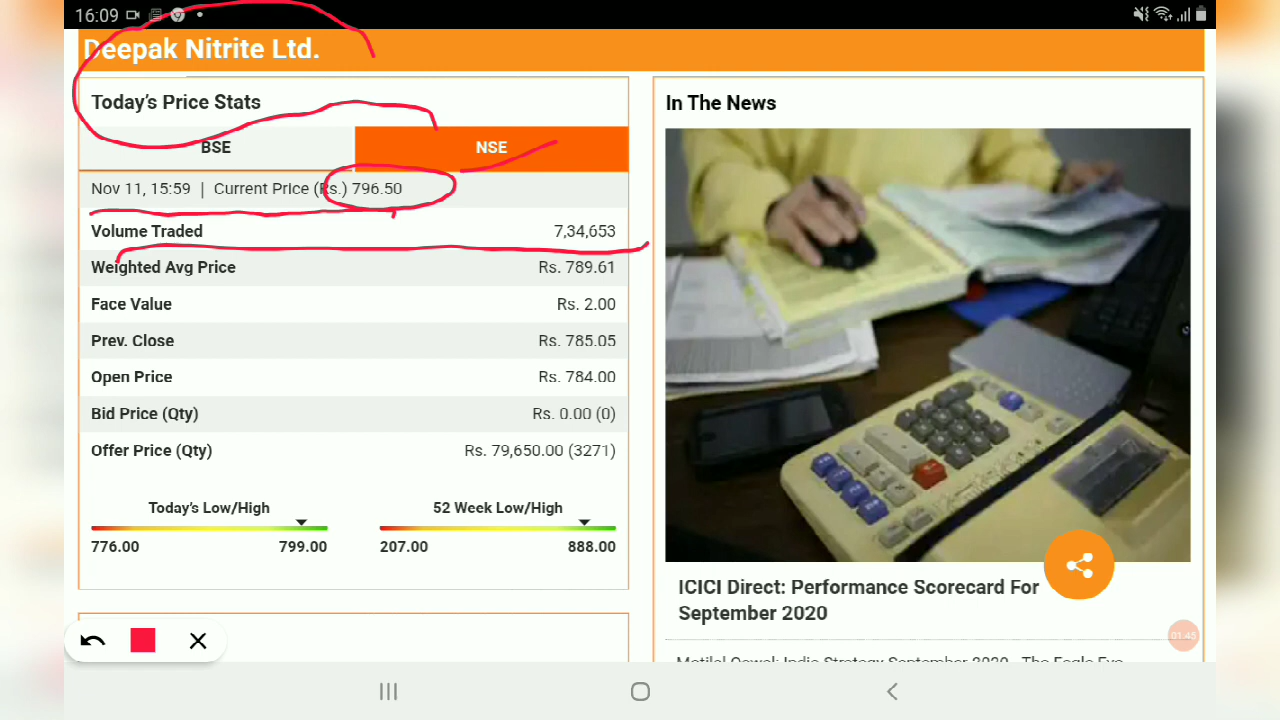 16:09
Deepak Nitrite Ltd.
Today's Price Stats
BSE NSE
Nov 11, 15:59 | Current Price (Rs.) 796.50
Volume Traded 7,34,653
Weighted Avg Price Rs. 789.61
Face Value Rs. 2.00
Prev. Close Rs. 785.05
Open Price Rs. 784.00
Bid Price (Qty) Rs. 0.00 (0)
Offer Price (Qty) Rs. 79,650.00 (3271)
Today's Low/High 52 Week Low/High
776.00 799.00 207.00 888.00
In The News
ICICI Direct: Performance Scorecard For
September 2020
01:45